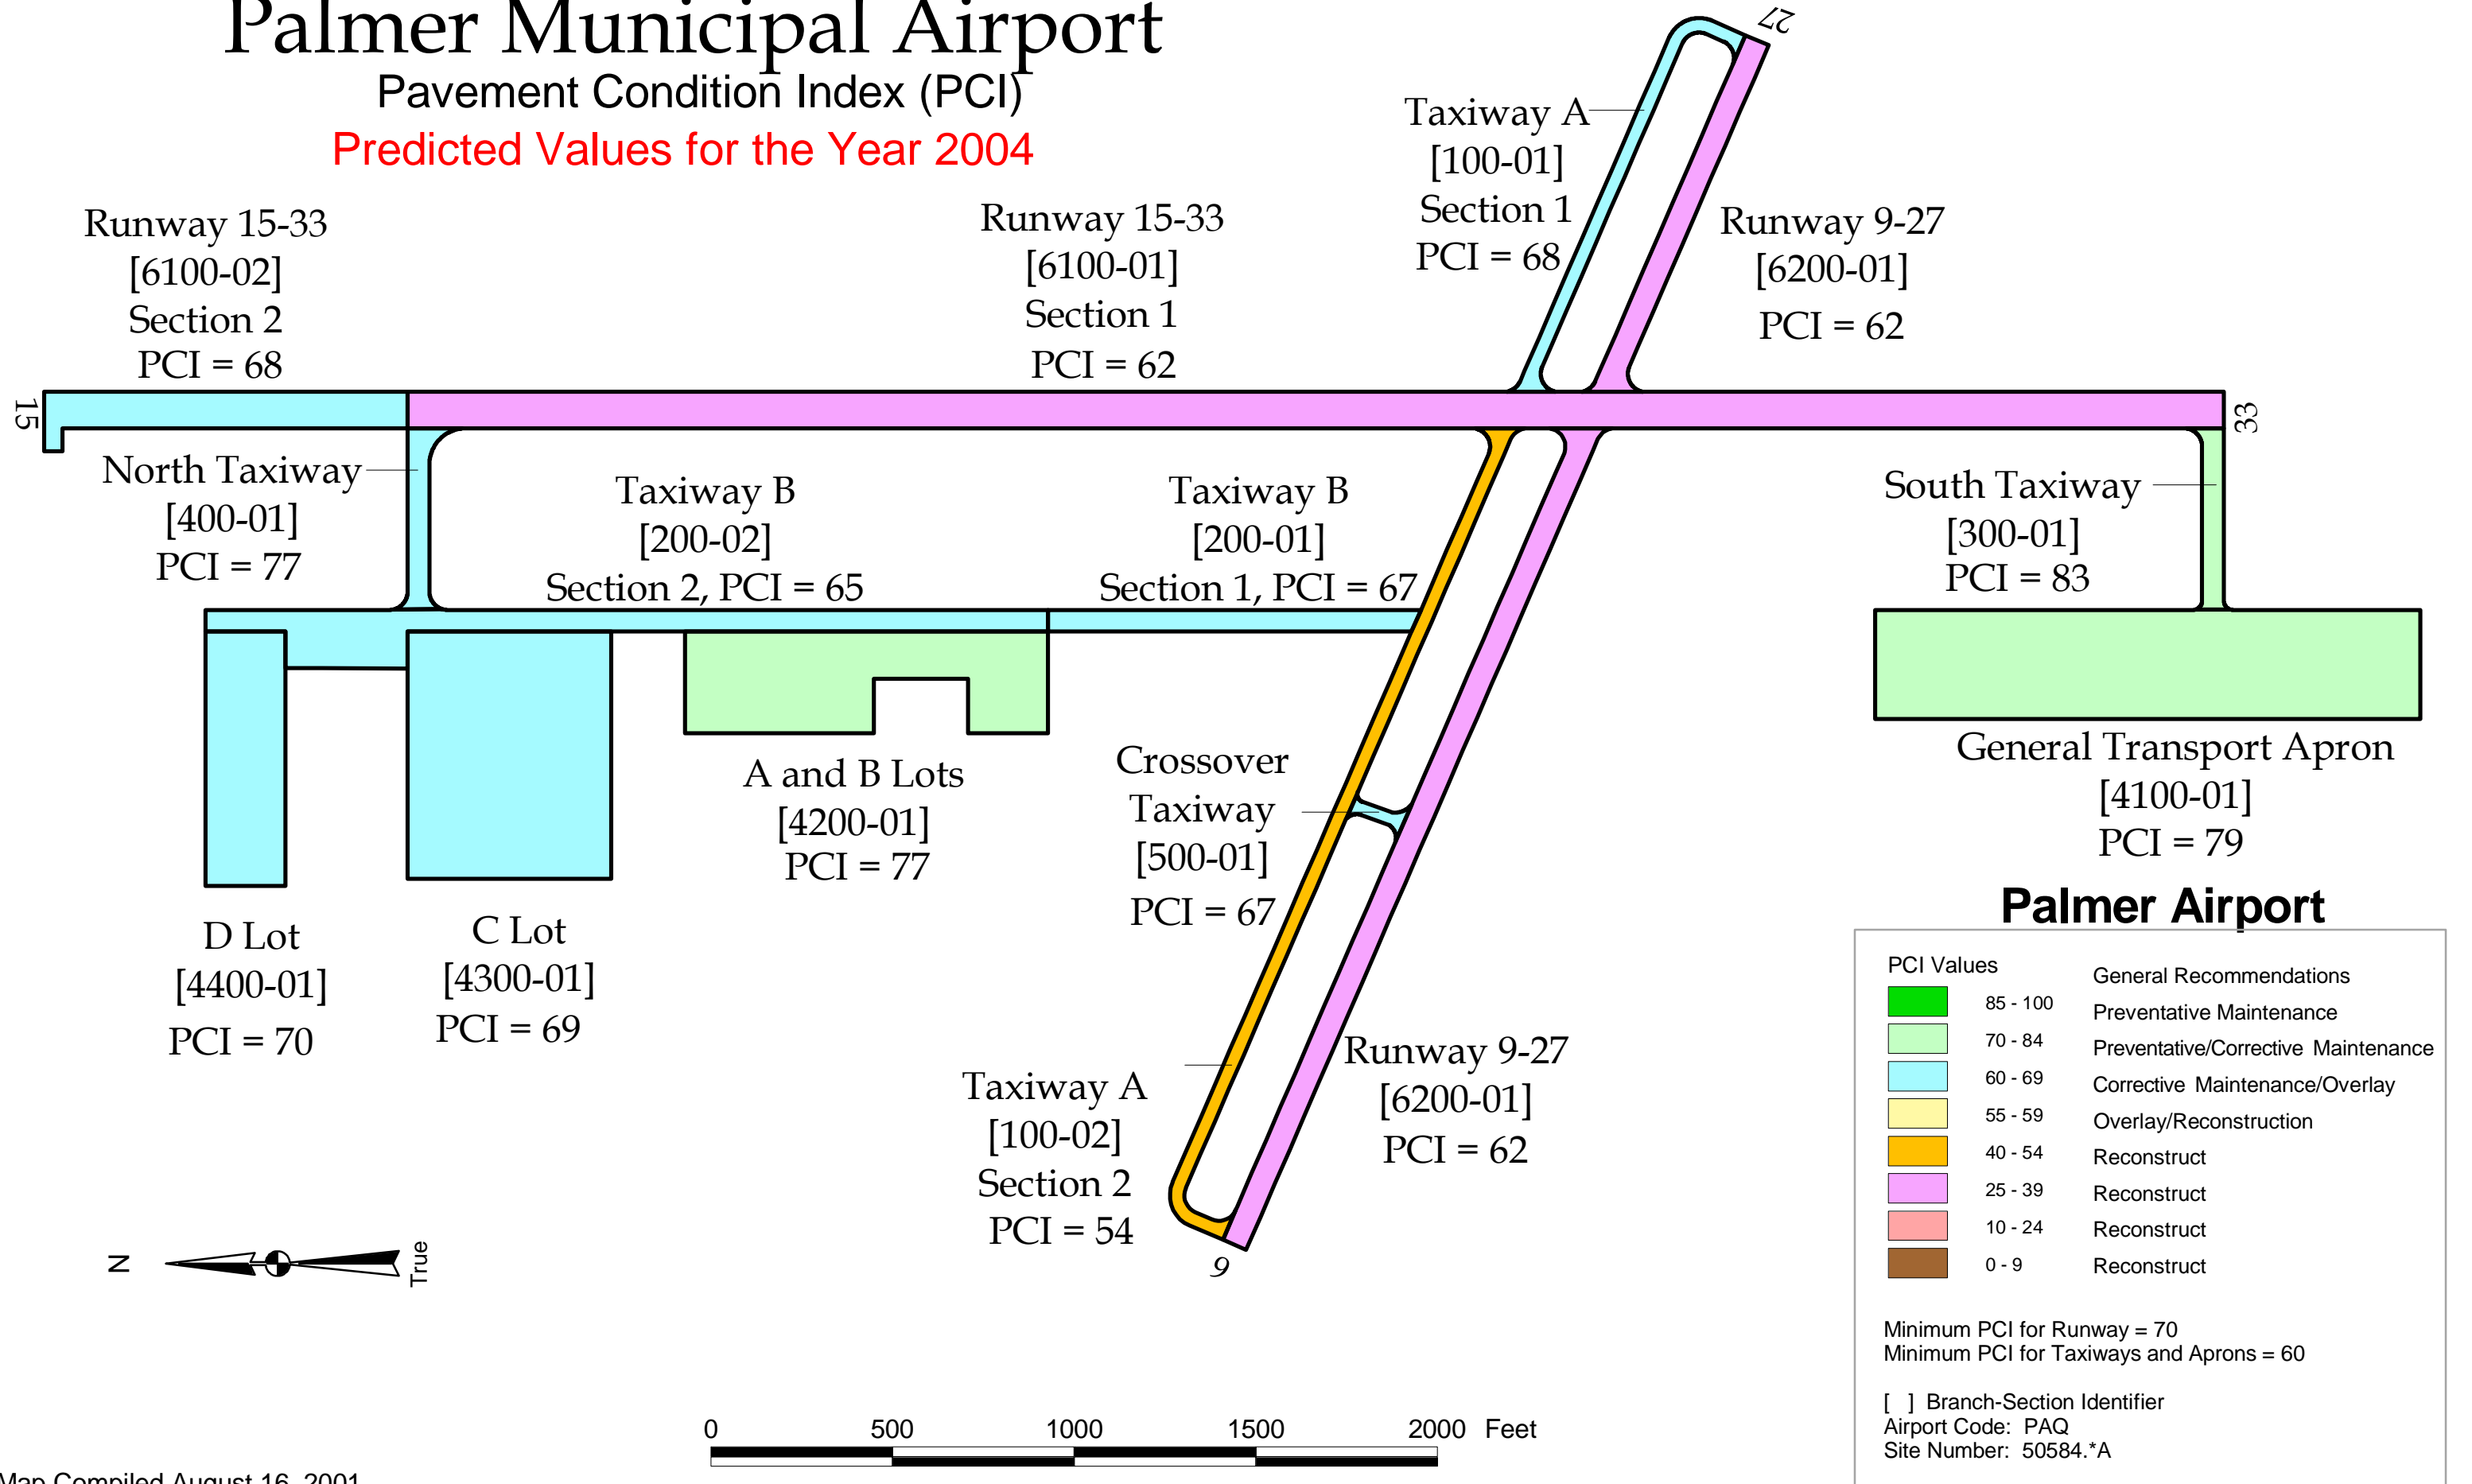 Palmer Municipal Airport
Pavement Condition Index (PCI)
Predicted Values for the Year 2004
27
Taxiway A
[100-01]
Section 1
PCI = 68
Runway 9-27
[6200-01]
PCI = 62
Runway 15-33
[6100-02]
Section 2
PCI = 68
Runway 15-33
[6100-01]
Section 1
PCI = 62
15
33
North Taxiway
[400-01]
PCI = 77
Taxiway B
[200-02]
Section 2, PCI = 65
Taxiway B
[200-01]
Section 1, PCI = 67
South Taxiway
[300-01]
PCI = 83
A and B Lots
[4200-01]
PCI = 77
Crossover
Taxiway
[500-01]
PCI = 67
General Transport Apron
[4100-01]
PCI = 79
D Lot
[4400-01]
PCI = 70
C Lot
[4300-01]
PCI = 69
Taxiway A
[100-02]
Section 2
PCI = 54
Runway 9-27
[6200-01]
PCI = 62
9
N
True
Palmer Airport
PCI Values General Recommendations
85 - 100 Preventative Maintenance
70 - 84 Preventative/Corrective Maintenance
60 - 69 Corrective Maintenance/Overlay
55 - 59 Overlay/Reconstruction
40 - 54 Reconstruct
25 - 39 Reconstruct
10 - 24 Reconstruct
0 - 9 Reconstruct
Minimum PCI for Runway = 70
Minimum PCI for Taxiways and Aprons = 60
[ ] Branch-Section Identifier
Airport Code: PAQ
Site Number: 50584.*A
0 500 1000 1500 2000 Feet
Map Compiled August 16, 2001